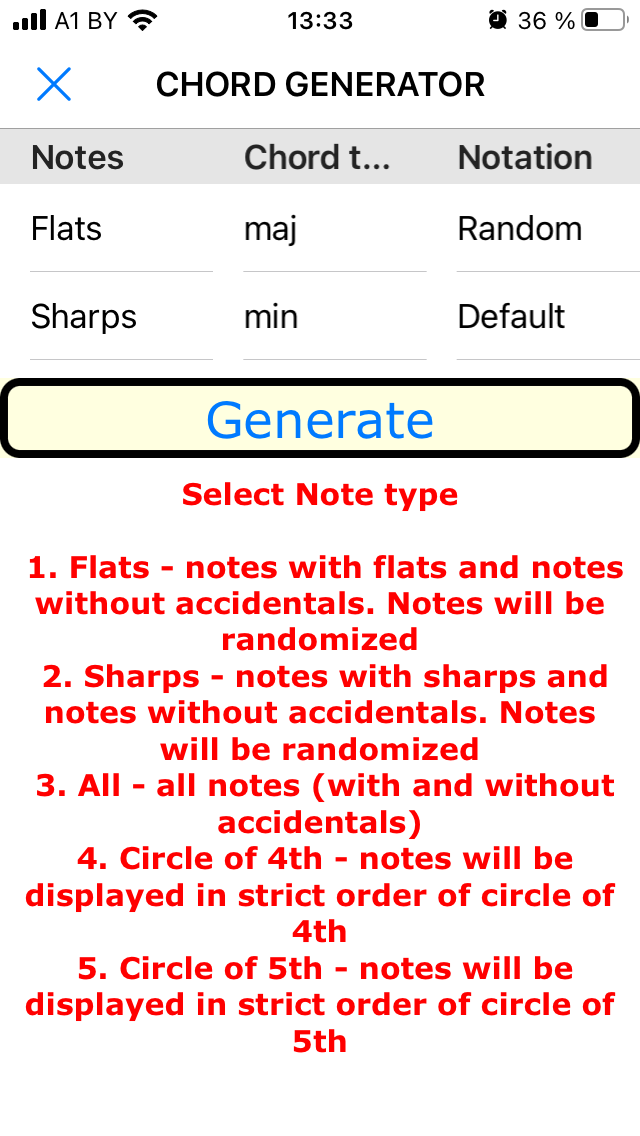 A1 BY 13:33 36 %
CHORD GENERATOR
Notes Chord t... Notation
Flats maj Random
Sharps min Default
Generate
Select Note type
1. Flats - notes with flats and notes
without accidentals. Notes will be
randomized
2. Sharps - notes with sharps and
notes without accidentals. Notes
will be randomized
3. All - all notes (with and without
accidentals)
4. Circle of 4th - notes will be
displayed in strict order of circle of
4th
5. Circle of 5th - notes will be
displayed in strict order of circle of
5th